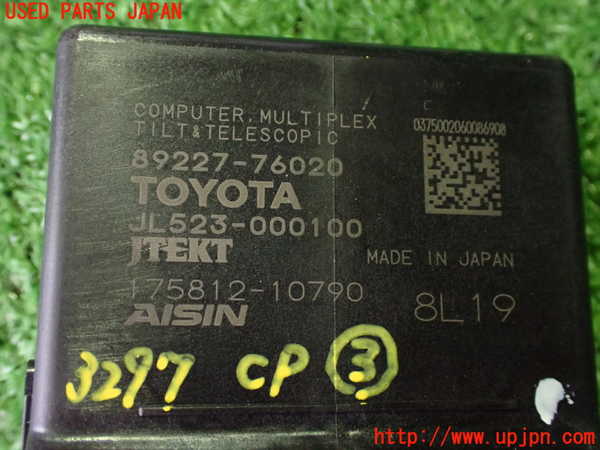 USED PARTS JAPAN
COMPUTER, MULTIPLEX
TILT&TELESCOPIC
89227-76020
TOYOTA
JL523-000100
JTEKT
175812-10790
AISIN
0375002060086908
MADE IN JAPAN
8L19
3297 CP ③
http://www.upjpn.com/